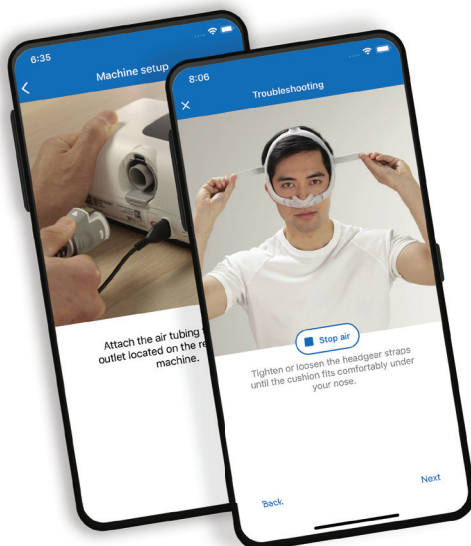 6:35
Machine setup
Attach the air tubing
outlet located on the re
machine.
8:06
Troubleshooting
Stop air
Tighten or loosen the headgear straps
until the cushion fits comfortably under
your nose.
Back
Next